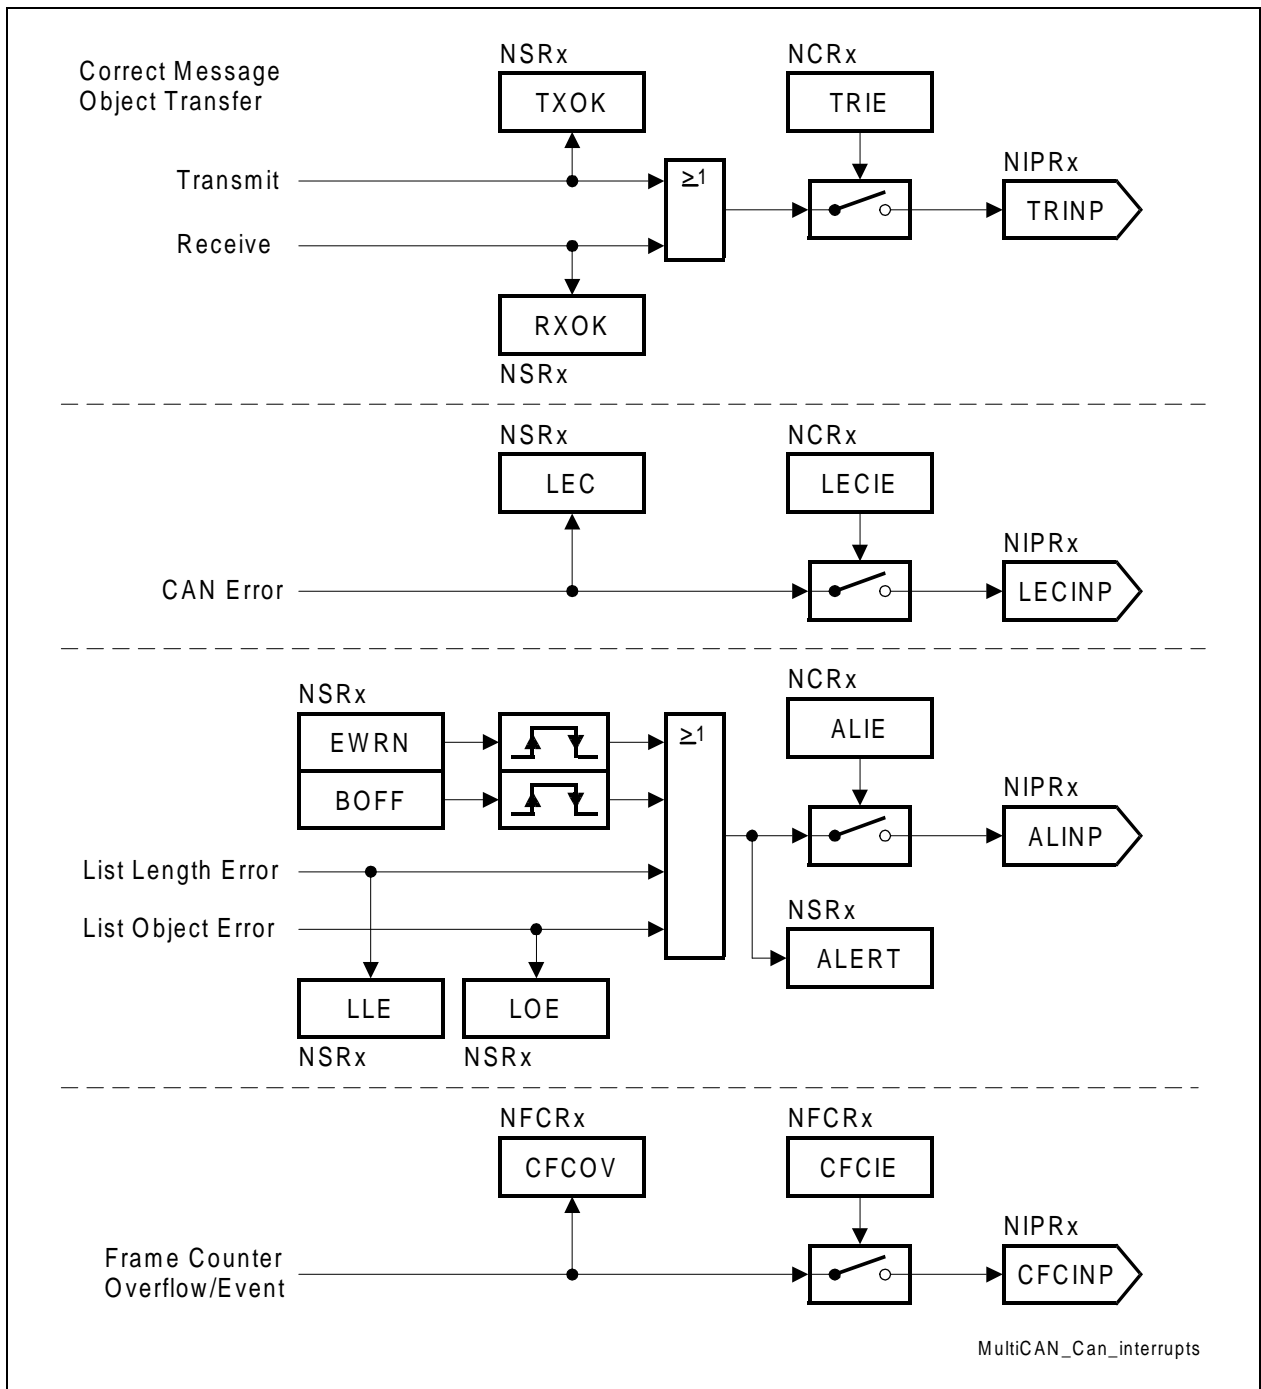 NSRx
NCRx
Correct Message
Object Transfer
TXOK
TRIE
NIPRx
Transmit
≥1
TRINP
Receive
RXOK
NSRx
NSRx
NCRx
LEC
LECIE
NIPRx
CAN Error
LECINP
NSRx
NCRx
EWRN
≥1
ALIE
BOFF
NIPRx
ALINP
List Length Error
NSRx
List Object Error
ALERT
LLE
LOE
NSRx
NSRx
NFCRx
NFCRx
CFCOV
CFCIE
NIPRx
Frame Counter
Overflow/Event
CFCINP
MultiCAN_Can_interrupts